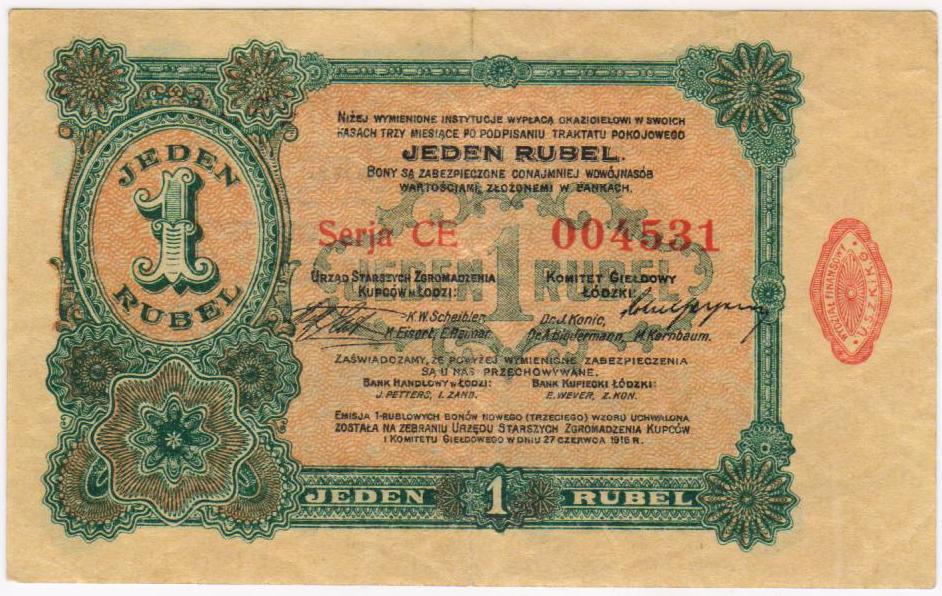 JEDEN
1
RUBEL
NIŻEJ WYMIENIONE INSTYTUCJE WYPŁACĄ OKAZICIELOWI W SWOICH
KASACH TRZY MIESIĄCE PO PODPISANIU TRAKTATU POKOJOWEGO
JEDEN RUBEL.
BONY SĄ ZABEZPIECZONE CONAJMNIEJ WDWÓJNASÓB
WARTOŚCIAMI, ZŁOŻONEMI W BANKACH.
Serja CE 004531
JEDEN 1 RUBEL
URZĄD STARSZYCH ZGROMADZENIA
KUPCÓW W ŁODZI:
K.W. Scheibler,
H. Eisert, E.
KOMITET GIEŁDOWY
ŁÓDZKI:
Dr. J. Konic,
Dr. A. Biedermann, M. Kernbaum.
ZAŚWIADCZAMY, ŻE POWYŻEJ WYMIENIONE ZABEZPIECZENIA
SĄ U NAS PRZECHOWYWANE.
BANK HANDLOWY W ŁODZI:
J. PETTERS, I. ZAND.
BANK KUPIECKI ŁÓDZKI:
E. WEVER, Z. KON.
EMISJA 1-RUBLOWYCH BONÓW NOWEGO (TRZECIEGO) WZORU UCHWALONA
ZOSTAŁA NA ZEBRANIU URZĘDU STARSZYCH ZGROMADZENIA KUPCÓW
I KOMITETU GIEŁDOWEGO W DNIU 27 CZERWCA 1916 R.
JEDEN 1 RUBEL
WYDZIAŁ FINANSOWY